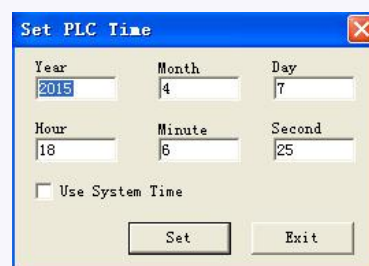 Set PLC Time
Year Month Day
2015 4 7
Hour Minute Second
18 6 25
Use System Time
Set Exit